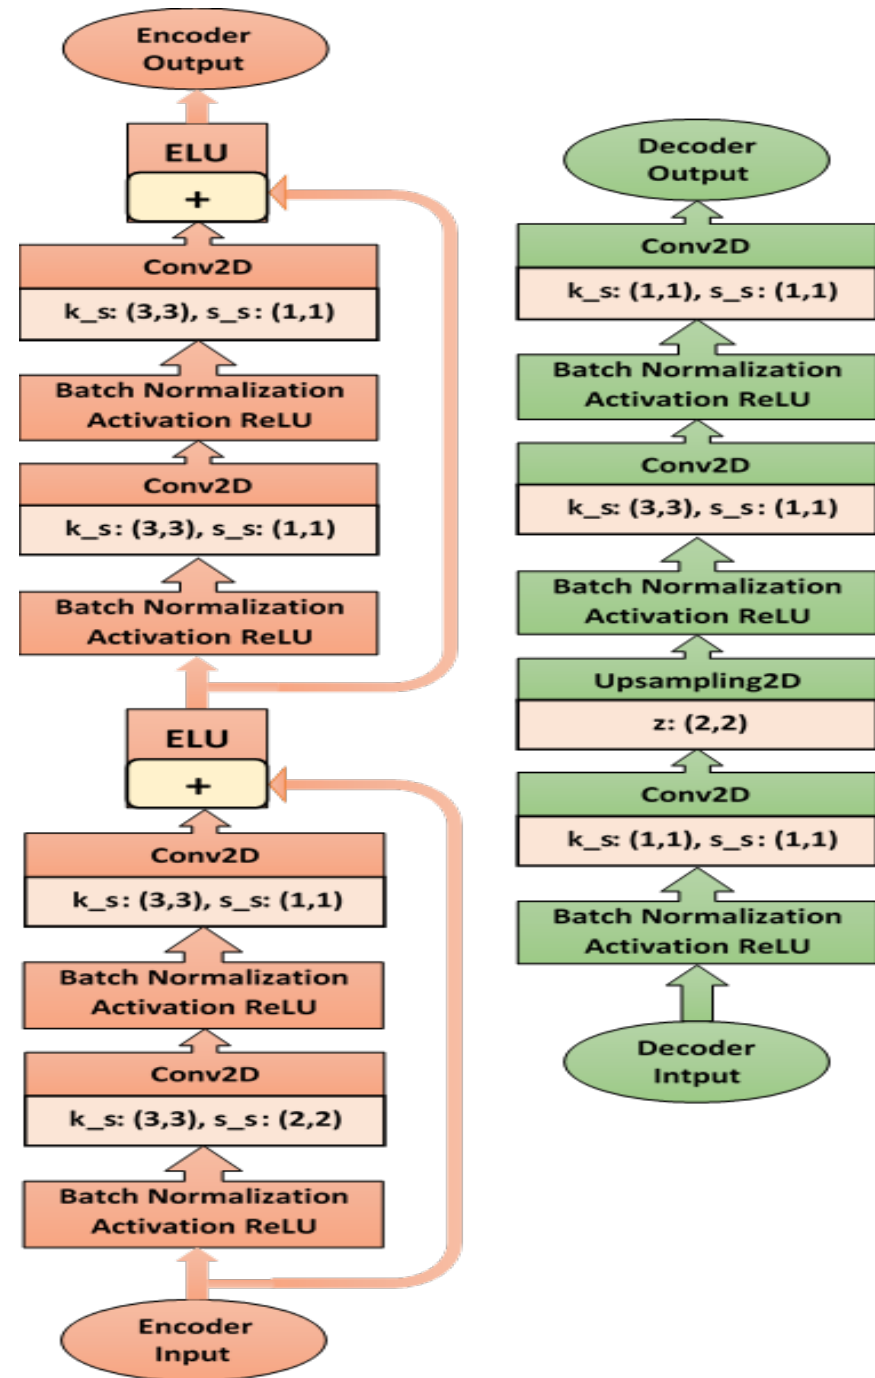 Encoder
Output
ELU
+
Conv2D
k_s: (3,3), s_s: (1,1)
Batch Normalization
Activation ReLU
Conv2D
k_s: (3,3), s_s: (1,1)
Batch Normalization
Activation ReLU
ELU
+
Conv2D
k_s: (3,3), s_s: (1,1)
Batch Normalization
Activation ReLU
Conv2D
k_s: (3,3), s_s: (2,2)
Batch Normalization
Activation ReLU
Encoder
Input
Decoder
Output
Conv2D
k_s: (1,1), s_s: (1,1)
Batch Normalization
Activation ReLU
Conv2D
k_s: (3,3), s_s: (1,1)
Batch Normalization
Activation ReLU
Upsampling2D
z: (2,2)
Conv2D
k_s: (1,1), s_s: (1,1)
Batch Normalization
Activation ReLU
Decoder
Intput